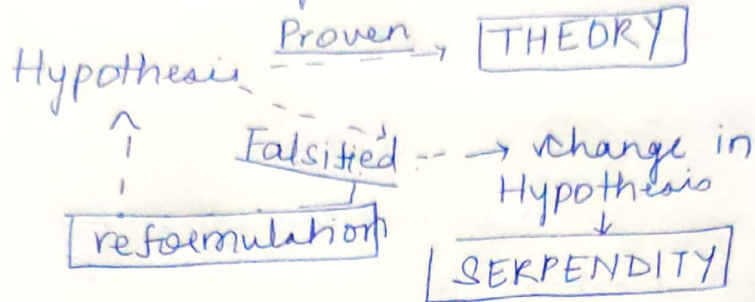 Proven
THEORY
Hypothesis
Falsified
change in
Hypothesis
reformulation
SERPENDITY